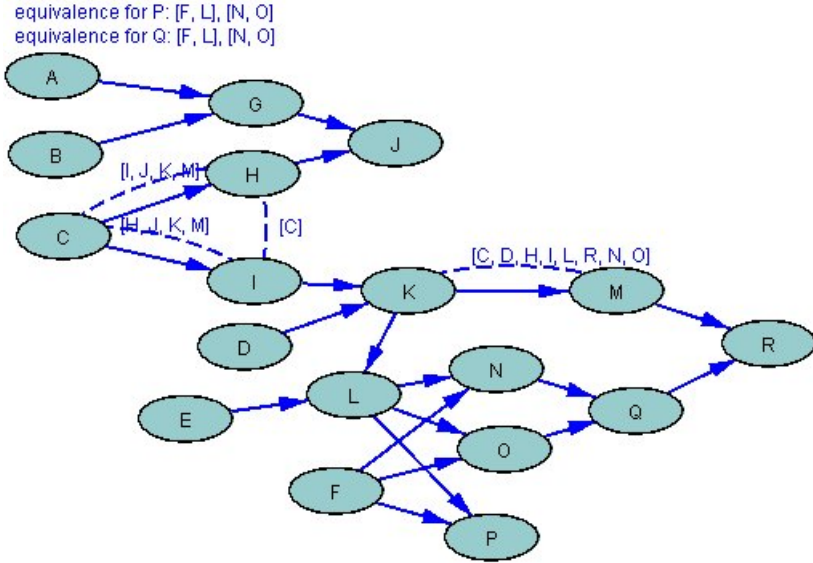 equivalence for P: [F, L], [N, O]
equivalence for Q: [F, L], [N, O]
A
G
B
J
[I, J, K, M]
H
C
[H, J, K, M]
[C]
[C, D, H, I, L, R, N, O]
I
K
M
D
R
N
L
E
Q
O
F
P